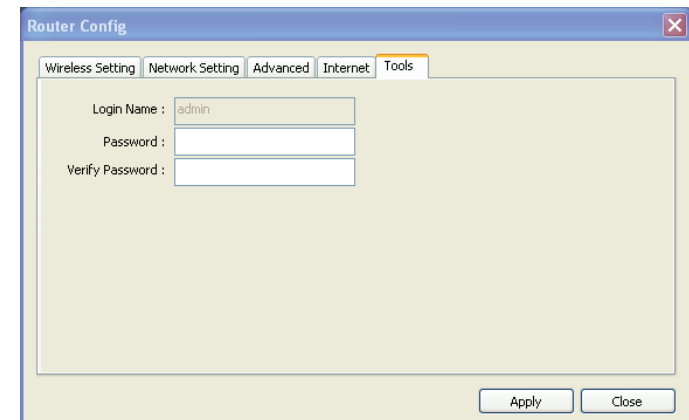 Router Config
Wireless Setting Network Setting Advanced Internet Tools
Login Name : admin
Password :
Verify Password :
Apply Close